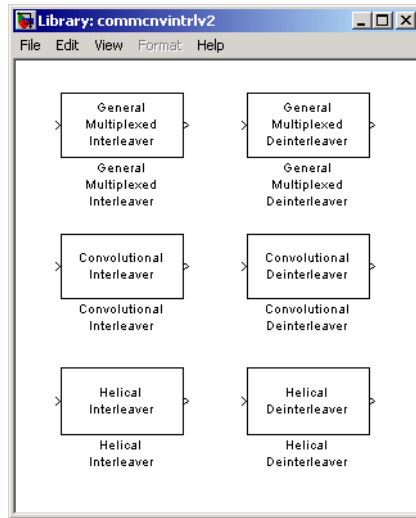 Library: commcnvintrlv2
File Edit View Format Help
General
Multiplexed
Interleaver
General
Multiplexed
Interleaver
General
Multiplexed
Deinterleaver
General
Multiplexed
Deinterleaver
Convolutional
Interleaver
Convolutional
Interleaver
Convolutional
Deinterleaver
Convolutional
Deinterleaver
Helical
Interleaver
Helical
Interleaver
Helical
Deinterleaver
Helical
Deinterleaver